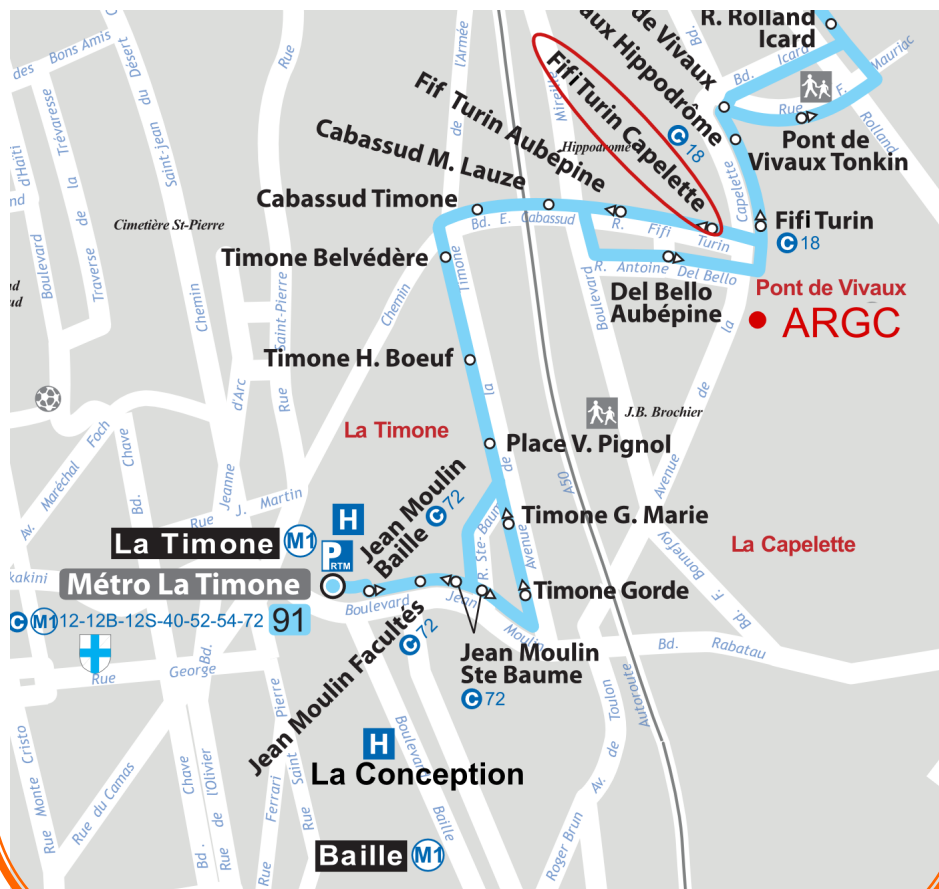 R. Rolland
Icard
de Vivaux
aux Hippodrôme
Fifi Turin Capelette
Fif Turin Aubépine
Cabassud M. Lauze
Cabassud Timone
Timone Belvédère
Timone H. Boeuf
Place V. Pignol
Timone G. Marie
Timone Gorde
Jean Moulin
Ste Baume
C 72
Jean Moulin Facultés
C 72
Jean Moulin
Baille C 72
La Timone M1
H
P
RTM
Métro La Timone
C M1 12-12B-12S-40-52-54-72 91
Pont de
Vivaux Tonkin
Fifi Turin
C 18
C 18
Del Bello
Aubépine
Pont de Vivaux
ARGC
La Timone
La Capelette
J.B. Brochier
Hippodrome
Cimetière St-Pierre
H
La Conception
Baille M1
des Bons Amis
Boulevard
Traverse de la Trévaresse
d'Haïti
Chemin Saint-Jean du Désert
Rue
Rue Saint-Pierre
Chemin de l'Armée
Mireille
Bd.
Bd. Icard
Rue F. Mauriac
Rolland
Capelette
Bd. E. Cabassud
R. Fifi Turin
R. Antoine Del Bello
Boulevard
Avenue de la
Timone
Avenue de la
A50
Bd. F. Bonnefoy
Bd. Rabatau
Autoroute
Av. de Toulon
Roger Brun
Boulevard Baille
Boulevard Jean Moulin
R. Ste-Baume
Rue J. Martin
Jeanne d'Arc
Rue
Bd. Chave
Av. Maréchal Foch
kakini
Rue George
Bd.
Rue Saint Pierre
Rue Ferrari
Rue de l'Olivier
Bd. Chave
Rue du Camas
Rue Monte Cristo